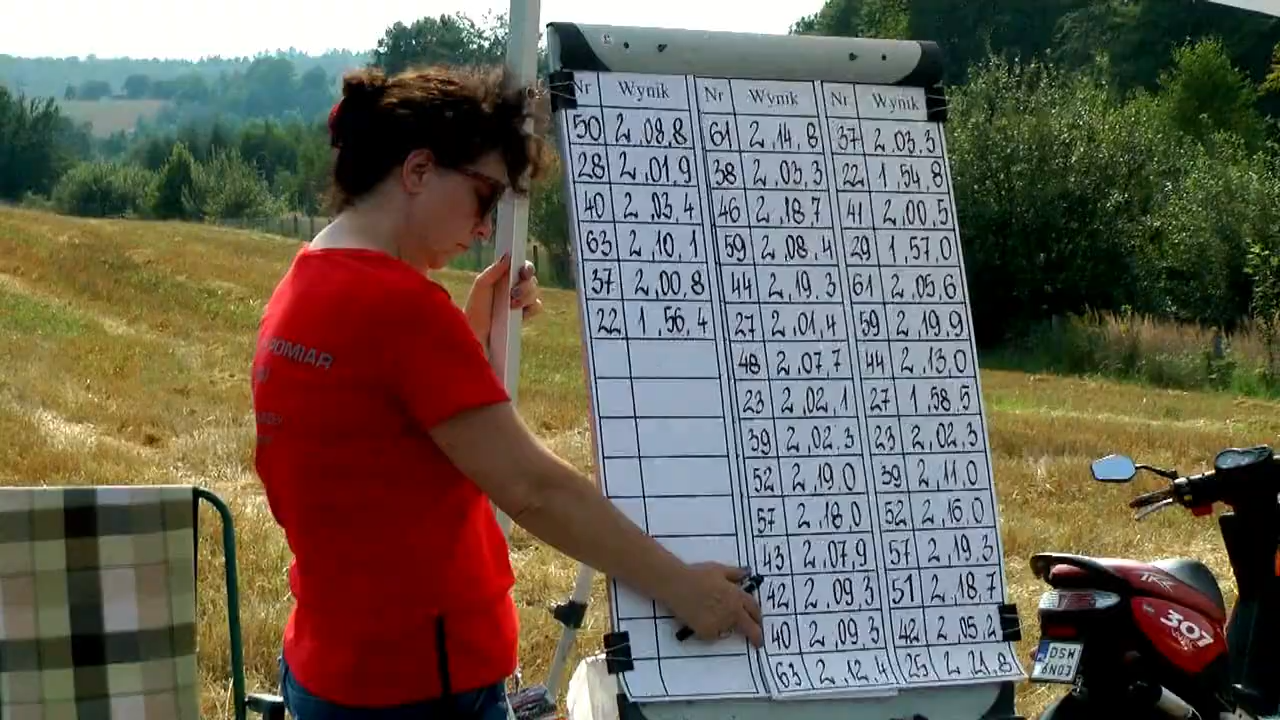 Nr Wynik Nr Wynik Nr Wynik
50 2,08,8 61 2,14,8 37 2,03,3
28 2,01,9 38 2,03,3 22 1,54,8
40 2,03,4 46 2,18,7 41 2,00,5
63 2,10,1 59 2,08,4 29 1,57,0
37 2,00,8 44 2,19,3 61 2,05,6
22 1,56,4 27 2,01,4 59 2,19,9
48 2,07,7 44 2,13,0
23 2,02,1 27 1,58,5
39 2,02,3 23 2,02,3
52 2,19,0 39 2,11,0
57 2,18,0 52 2,16,0
43 2,07,9 57 2,19,3
42 2,09,3 51 2,18,7
40 2,09,3 42 2,05,2
63 2,12,4 25 2 21,8
POMIAR
307
DSW
6N03